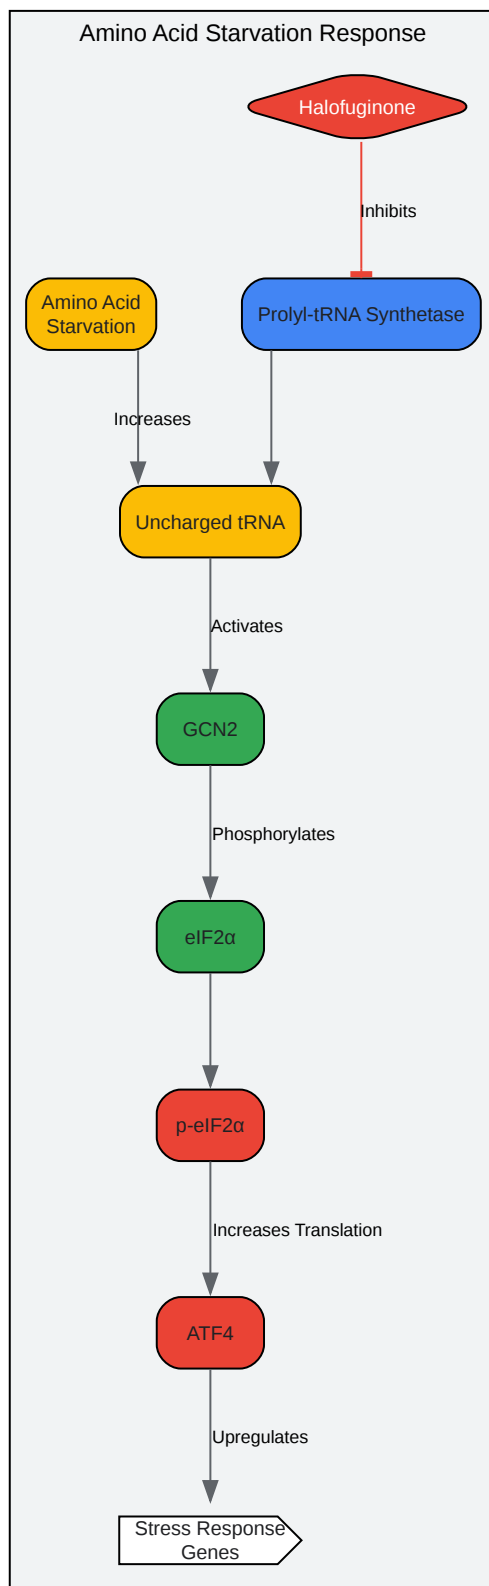 Amino Acid Starvation Response
Halofuginone
Inhibits
Amino Acid
Starvation
Prolyl-tRNA Synthetase
Increases
Uncharged tRNA
Activates
GCN2
Phosphorylates
eIF2α
p-eIF2α
Increases Translation
ATF4
Upregulates
Stress Response
Genes